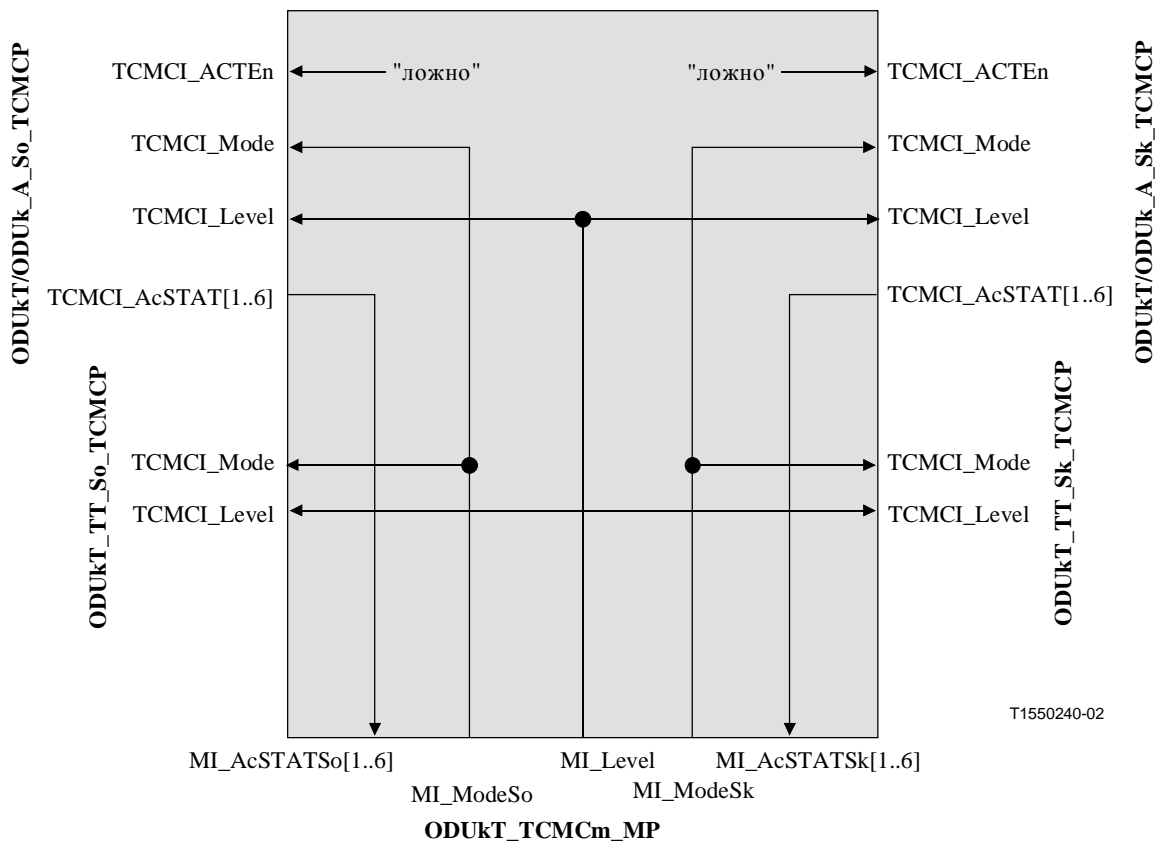 ODUkT/ODUk_A_So_TCMCP
TCMCI_ACTEn
"ложно"
"ложно"
TCMCI_ACTEn
TCMCI_Mode
TCMCI_Mode
TCMCI_Level
TCMCI_Level
TCMCI_AcSTAT[1..6]
TCMCI_AcSTAT[1..6]
ODUkT/ODUk_A_Sk_TCMCP
ODUkT_TT_So_TCMCP
TCMCI_Mode
TCMCI_Mode
TCMCI_Level
TCMCI_Level
ODUkT_TT_Sk_TCMCP
T1550240-02
MI_AcSTATSo[1..6]
MI_Level
MI_AcSTATSk[1..6]
MI_ModeSo
MI_ModeSk
ODUkT_TCMCm_MP